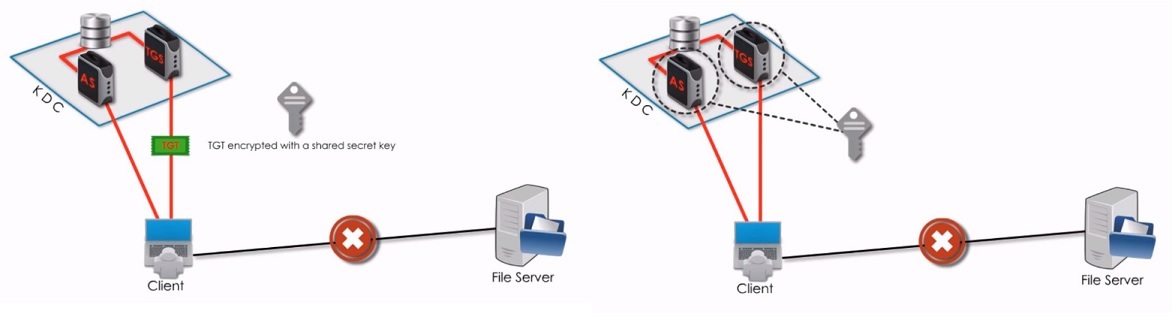 TGS
AS
KDC
TGT
TGT encrypted with a shared secret key
Client
File Server
TGS
AS
KDC
Client
File Server